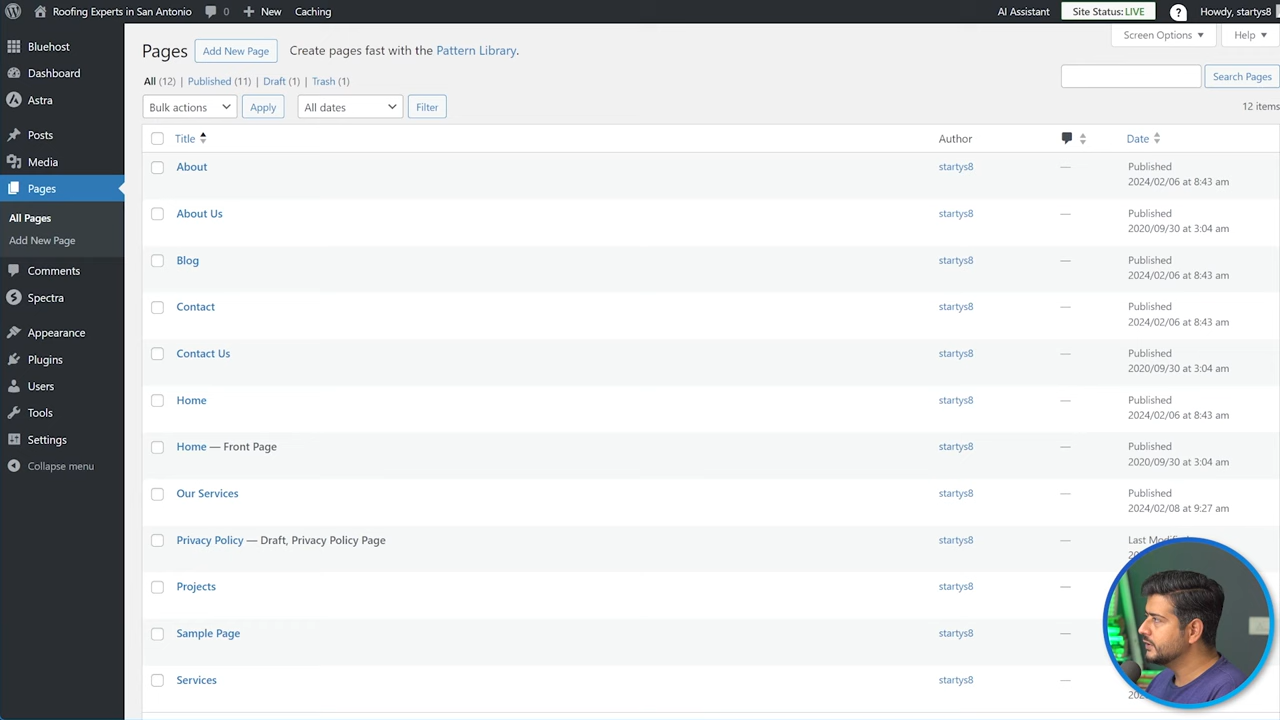 Roofing Experts in San Antonio 0 New Caching AI Assistant Site Status: LIVE ? Howdy, startys8
Bluehost
Dashboard
Astra
Posts
Media
Pages
All Pages
Add New Page
Comments
Spectra
Appearance
Plugins
Users
Tools
Settings
Collapse menu
Screen Options Help
Pages Add New Page Create pages fast with the Pattern Library.
All (12) | Published (11) | Draft (1) | Trash (1)
Search Pages
Bulk actions Apply All dates Filter 12 items
Title Author Date
About startys8 — Published
2024/02/06 at 8:43 am
About Us startys8 — Published
2020/09/30 at 3:04 am
Blog startys8 — Published
2024/02/06 at 8:43 am
Contact startys8 — Published
2024/02/06 at 8:43 am
Contact Us startys8 — Published
2020/09/30 at 3:04 am
Home startys8 — Published
2024/02/06 at 8:43 am
Home — Front Page startys8 — Published
2020/09/30 at 3:04 am
Our Services startys8 — Published
2024/02/08 at 9:27 am
Privacy Policy — Draft, Privacy Policy Page startys8 — Last
Projects startys8 —
Sample Page startys8 —
Services startys8 —